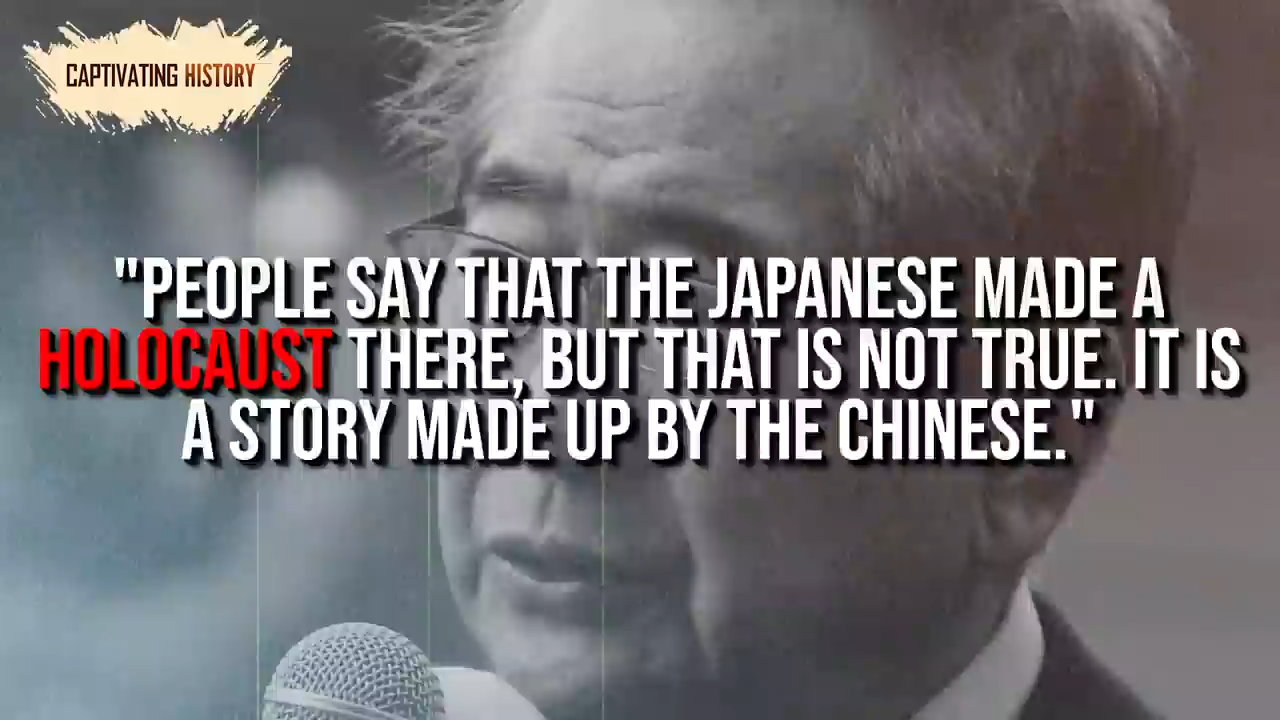 CAPTIVATING HISTORY
"PEOPLE SAY THAT THE JAPANESE MADE A
HOLOCAUST THERE, BUT THAT IS NOT TRUE. IT IS
A STORY MADE UP BY THE CHINESE."